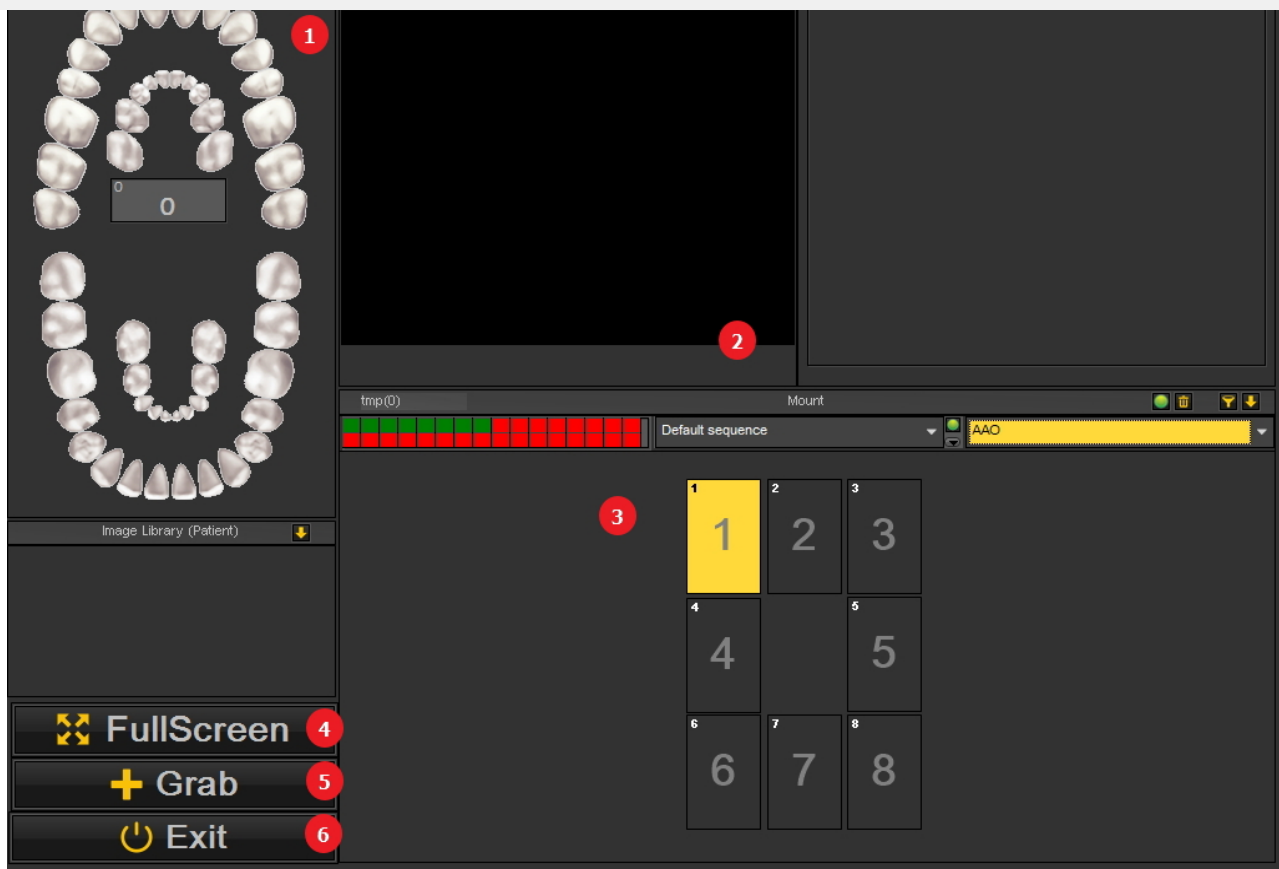 1
0
0
2
tmp(0) Mount
Default sequence AAO
3
1 2 3
1 2 3
4 5
4 5
6 7 8
6 7 8
Image Library (Patient)
FullScreen 4
Grab 5
Exit 6